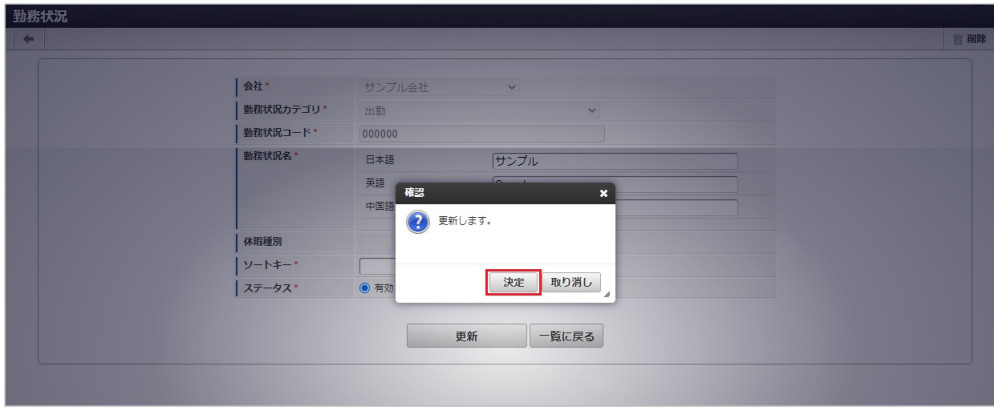 勤務状況
削除
会社*
サンプル会社
勤務状況カテゴリ*
出勤
勤務状況コード*
000000
勤務状況名*
日本語
サンプル
英語
中国語
確認
更新します。
決定 取り消し
休暇種別
ソートキー*
ステータス*
有効
更新 一覧に戻る